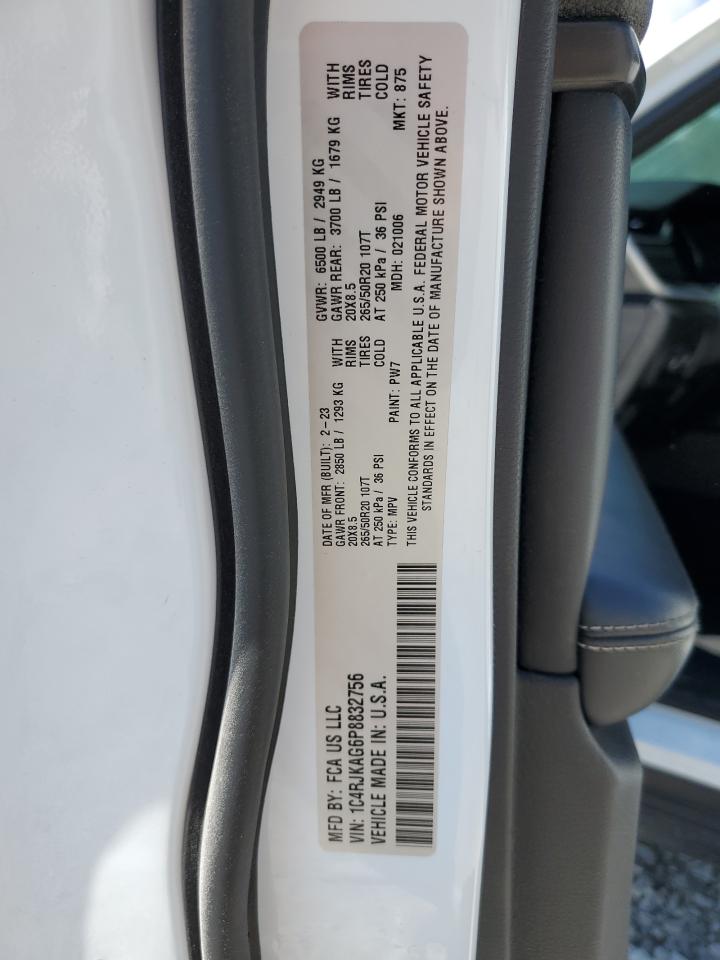 MFD BY: FCA US LLC
VIN: 1C4RJKAG6P8832756
VEHICLE MADE IN: U.S.A.
DATE OF MFR (BUILT): 2-23
GAWR FRONT: 2850 LB / 1293 KG WITH
20X8.5 RIMS
265/50R20 107T TIRES
AT 250 kPa / 36 PSI COLD
TYPE: MPV PAINT: PW7
GVWR: 6500 LB / 2949 KG
GAWR REAR: 3700 LB / 1679 KG WITH
20X8.5 RIMS
265/50R20 107T TIRES
AT 250 kPa / 36 PSI COLD
MDH: 021006 MKT: 875
THIS VEHICLE CONFORMS TO ALL APPLICABLE U.S.A. FEDERAL MOTOR VEHICLE SAFETY
STANDARDS IN EFFECT ON THE DATE OF MANUFACTURE SHOWN ABOVE.